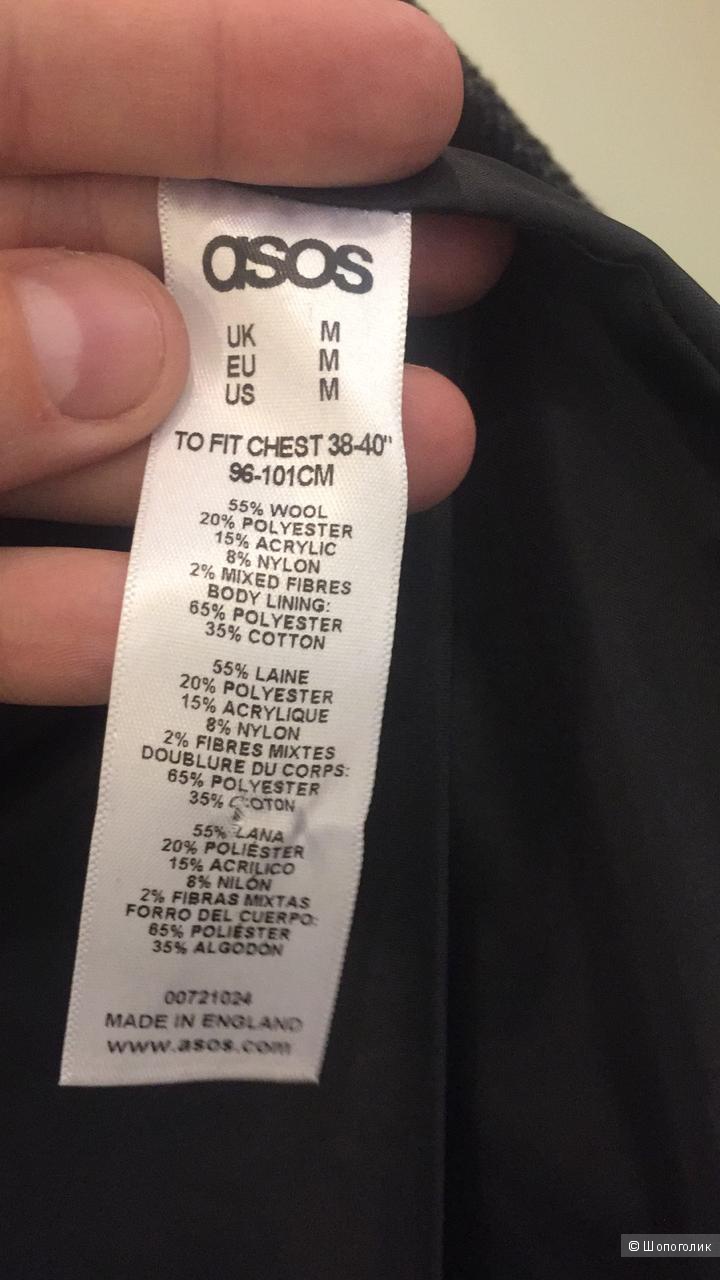 asos
UK M
EU M
US M
TO FIT CHEST 38-40"
96-101CM
55% WOOL
20% POLYESTER
15% ACRYLIC
8% NYLON
2% MIXED FIBRES
BODY LINING:
65% POLYESTER
35% COTTON
55% LAINE
20% POLYESTER
15% ACRYLIQUE
8% NYLON
2% FIBRES MIXTES
DOUBLURE DU CORPS:
65% POLYESTER
35% COTON
55% LANA
20% POLIÉSTER
15% ACRÍLICO
8% NILÓN
2% FIBRAS MIXTAS
FORRO DEL CUERPO:
65% POLIÉSTER
35% ALGODÓN
00721024
MADE IN ENGLAND
www.asos.com
© Шопоголик